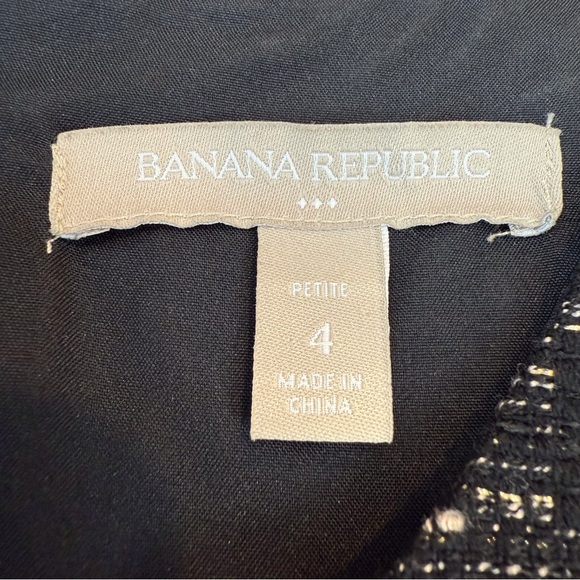 BANANA REPUBLIC
PETITE
4
MADE IN
CHINA